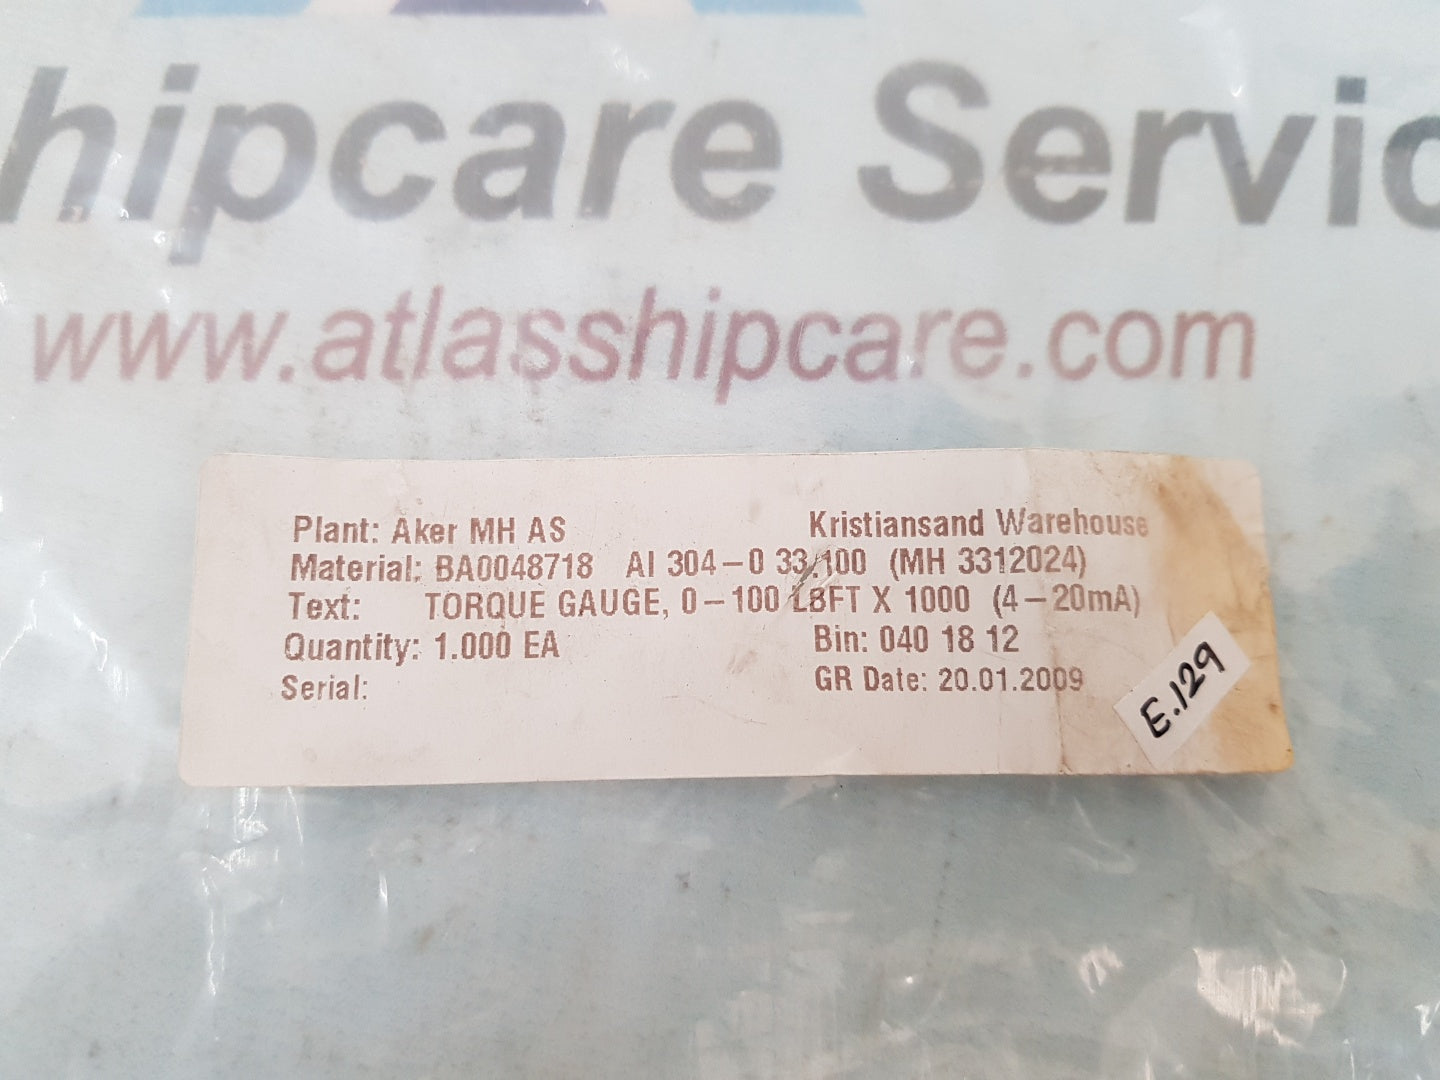 hipcare Servic
www.atlasshipcare.com
Plant: Aker MH AS Kristiansand Warehouse
Material: BA0048718 AI 304-0 33.100 (MH 3312024)
Text: TORQUE GAUGE, 0-100 LBFT X 1000 (4-20mA)
Quantity: 1.000 EA Bin: 040 18 12
Serial: GR Date: 20.01.2009
E.129